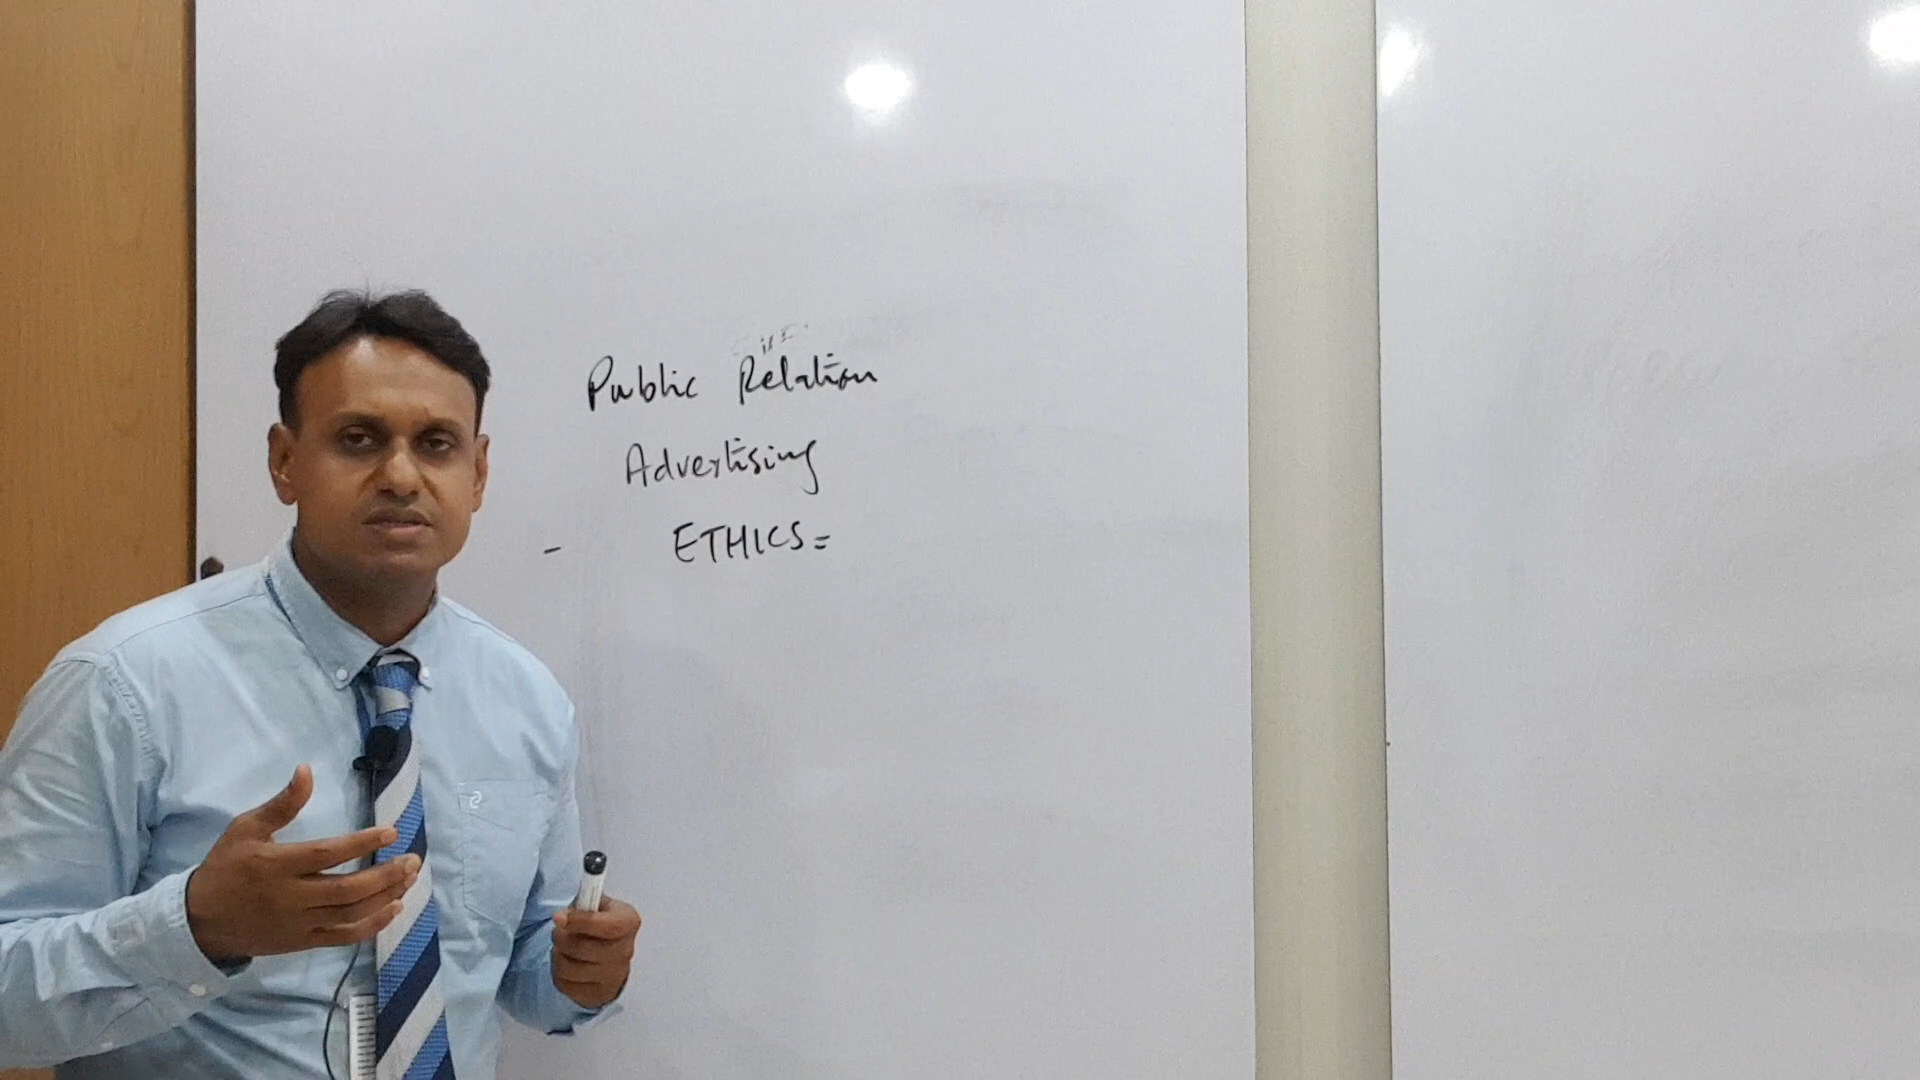 Public Relation
Advertising
- ETHICS =